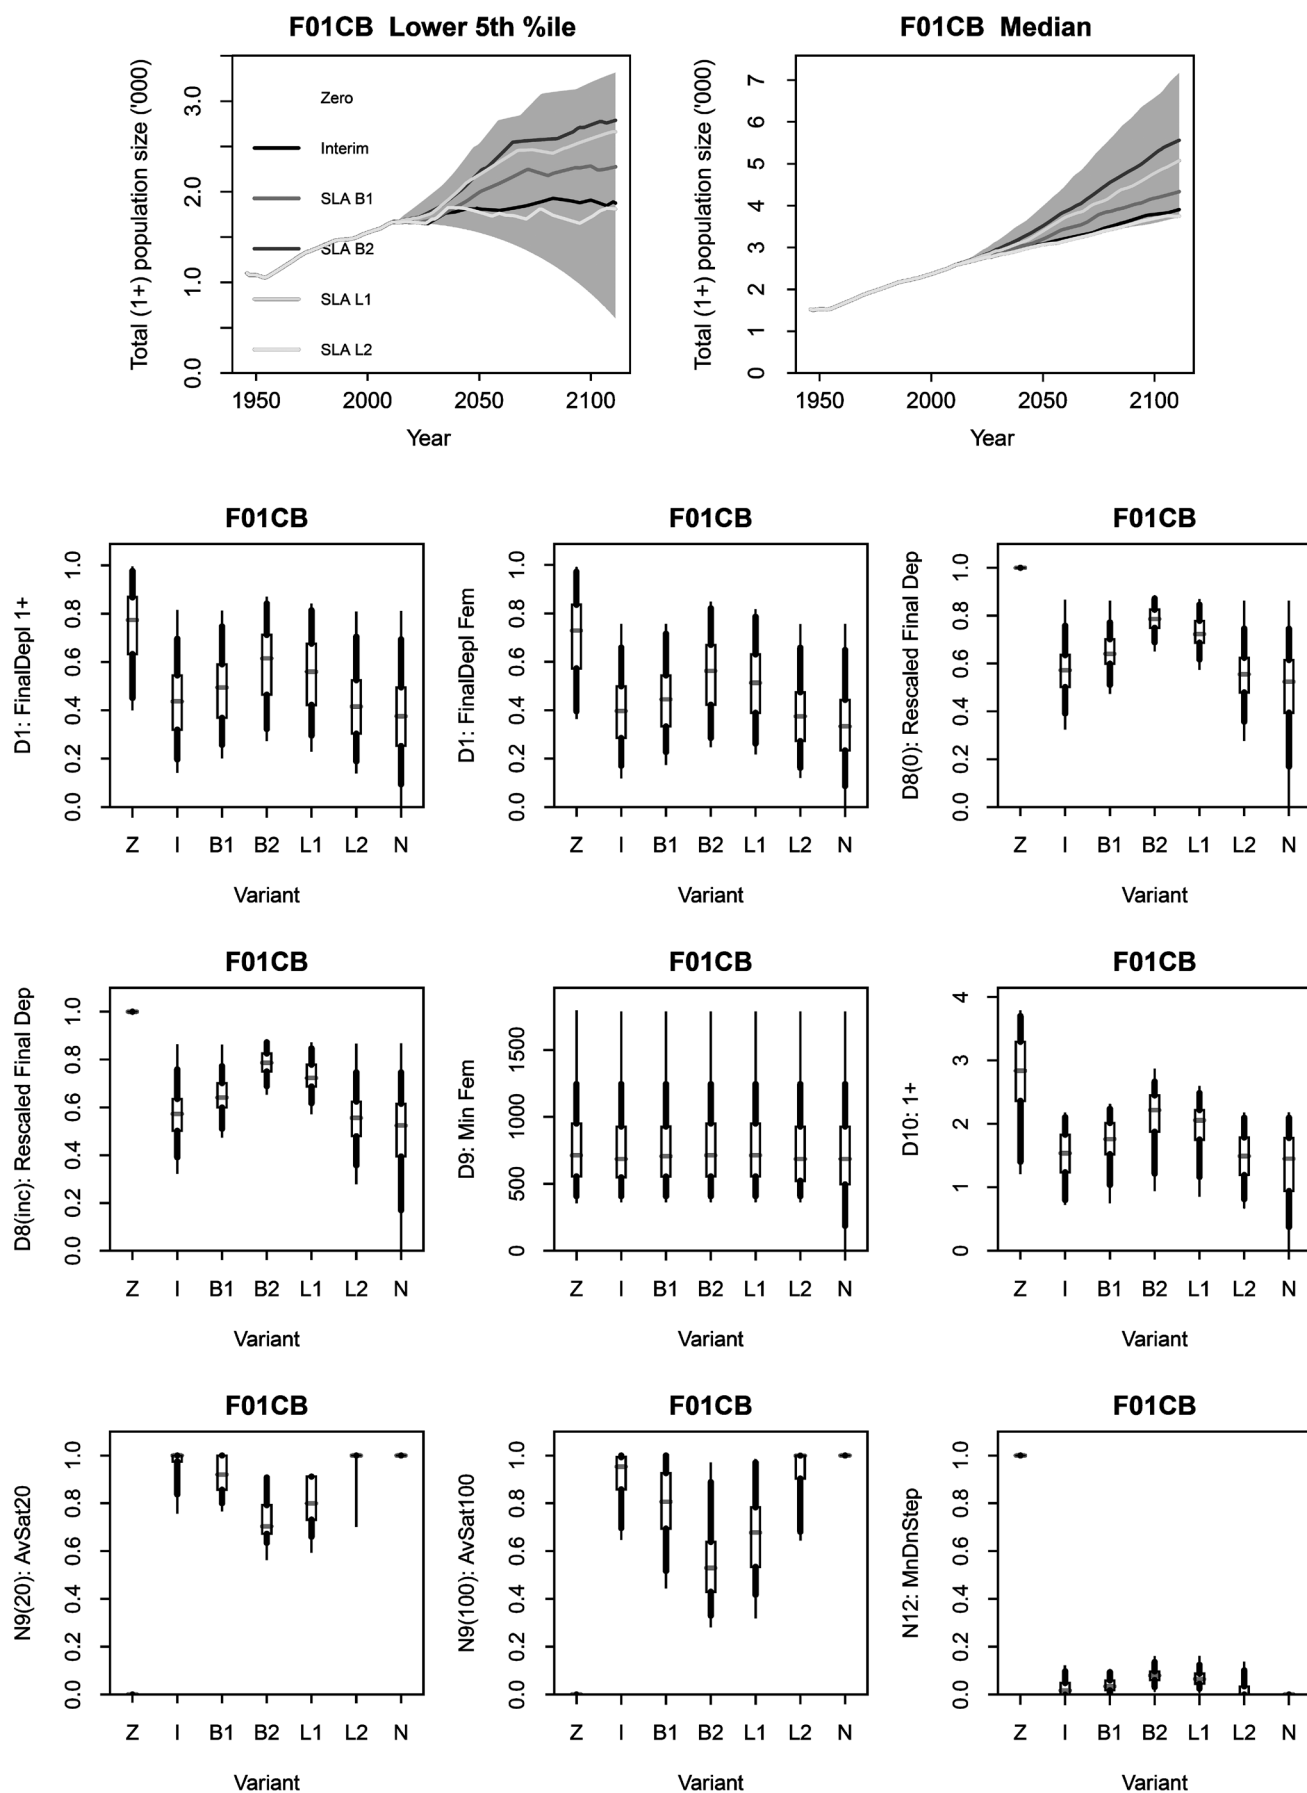 F01CB Lower 5th %ile
F01CB Median
Total (1+) population size ('000)
3.0
2.0
1.0
0.0
Zero
Interim
SLA B1
SLA B2
SLA L1
SLA L2
1950 2000 2050 2100
Year
Total (1+) population size ('000)
7
6
5
4
3
2
1
0
1950 2000 2050 2100
Year
F01CB
D1: FinalDepl 1+
1.0
0.8
0.6
0.4
0.2
0.0
Z I B1 B2 L1 L2 N
Variant
F01CB
D1: FinalDepl Fem
1.0
0.8
0.6
0.4
0.2
0.0
Z I B1 B2 L1 L2 N
Variant
F01CB
D8(0): Rescaled Final Dep
1.0
0.8
0.6
0.4
0.2
0.0
Z I B1 B2 L1 L2 N
Variant
F01CB
D8(inc): Rescaled Final Dep
1.0
0.8
0.6
0.4
0.2
0.0
Z I B1 B2 L1 L2 N
Variant
F01CB
D9: Min Fem
1500
1000
500
0
Z I B1 B2 L1 L2 N
Variant
F01CB
D10: 1+
4
3
2
1
0
Z I B1 B2 L1 L2 N
Variant
F01CB
N9(20): AvSat20
1.0
0.8
0.6
0.4
0.2
0.0
Z I B1 B2 L1 L2 N
Variant
F01CB
N9(100): AvSat100
1.0
0.8
0.6
0.4
0.2
0.0
Z I B1 B2 L1 L2 N
Variant
F01CB
N12: MnDnStep
1.0
0.8
0.6
0.4
0.2
0.0
Z I B1 B2 L1 L2 N
Variant